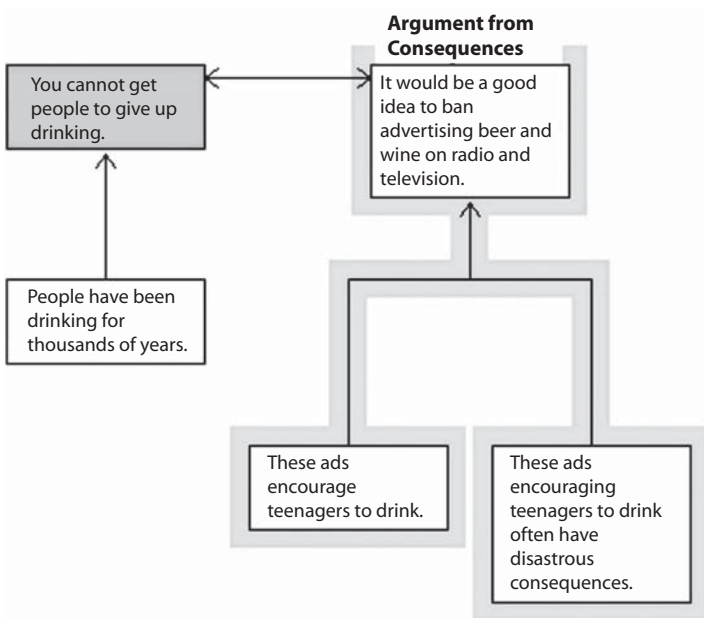 Argument from
Consequences
You cannot get
people to give up
drinking.
It would be a good
idea to ban
advertising beer and
wine on radio and
television.
People have been
drinking for
thousands of years.
These ads
encourage
teenagers to drink.
These ads
encouraging
teenagers to drink
often have
disastrous
consequences.